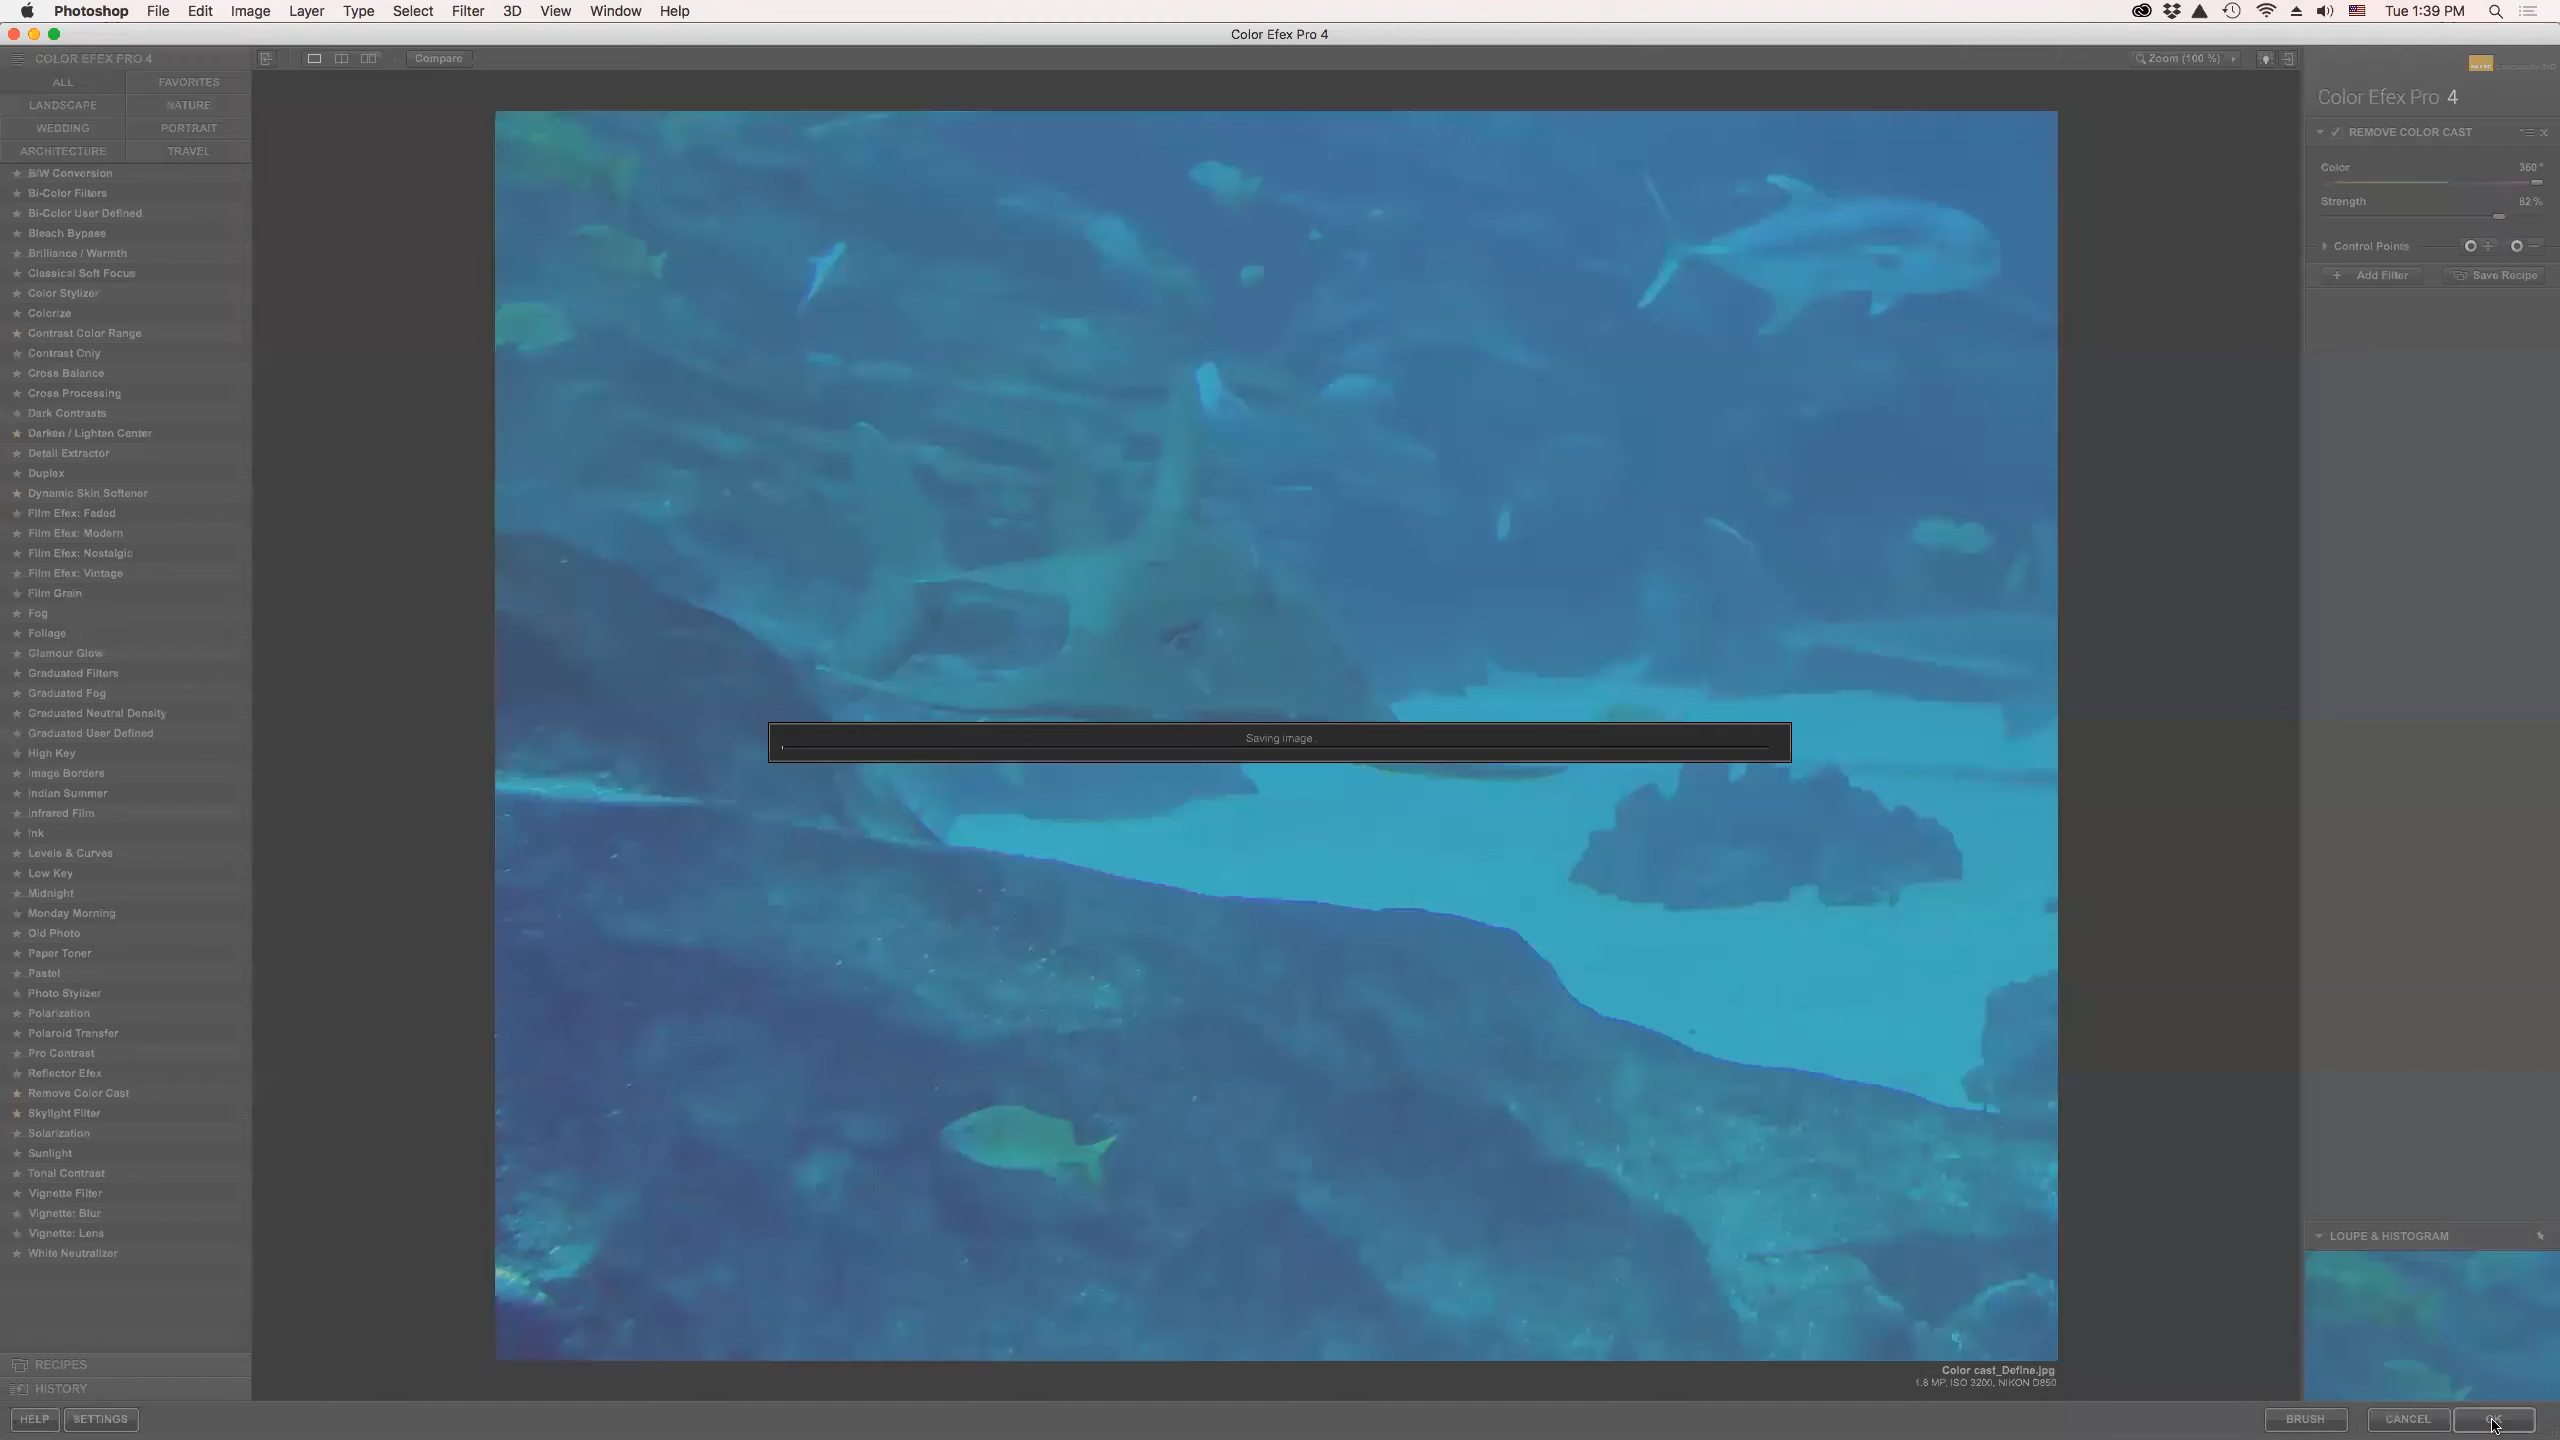 Photoshop File Edit Image Layer Type Select Filter 3D View Window Help Tue 1:39 PM
Color Efex Pro 4
COLOR EFEX PRO 4 Compare Zoom (100 %)
ALL FAVORITES
LANDSCAPE NATURE
WEDDING PORTRAIT
ARCHITECTURE TRAVEL
B/W Conversion
Bi-Color Filters
Bi-Color User Defined
Bleach Bypass
Brilliance / Warmth
Classical Soft Focus
Color Stylizer
Colorize
Contrast Color Range
Contrast Only
Cross Balance
Cross Processing
Dark Contrasts
Darken / Lighten Center
Detail Extractor
Duplex
Dynamic Skin Softener
Film Efex: Faded
Film Efex: Modern
Film Efex: Nostalgic
Film Efex: Vintage
Film Grain
Fog
Foliage
Glamour Glow
Graduated Filters
Graduated Fog
Graduated Neutral Density
Graduated User Defined
High Key
Image Borders
Indian Summer
Infrared Film
Ink
Levels & Curves
Low Key
Midnight
Monday Morning
Old Photo
Paper Toner
Pastel
Photo Stylizer
Polarization
Polaroid Transfer
Pro Contrast
Reflector Efex
Remove Color Cast
Skylight Filter
Solarization
Sunlight
Tonal Contrast
Vignette Filter
Vignette: Blur
Vignette: Lens
White Neutralizer
RECIPES
HISTORY
HELP SETTINGS
Saving image.
Color cast_Define.jpg
1.8 MP, ISO 3200, NIKON D850
Color Efex Pro 4
REMOVE COLOR CAST
Color 360°
Strength 82%
Control Points
Add Filter Save Recipe
LOUPE & HISTOGRAM
BRUSH CANCEL OK